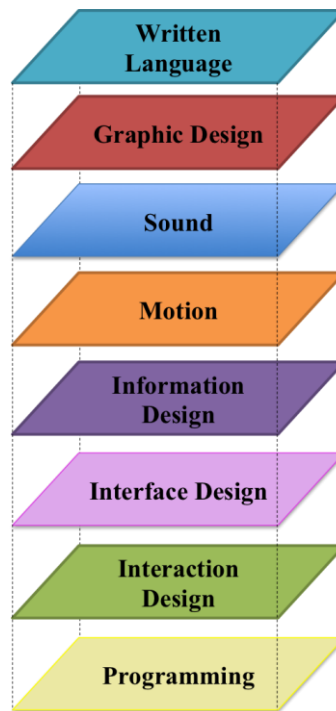 Written
Language
Graphic Design
Sound
Motion
Information
Design
Interface Design
Interaction
Design
Programming